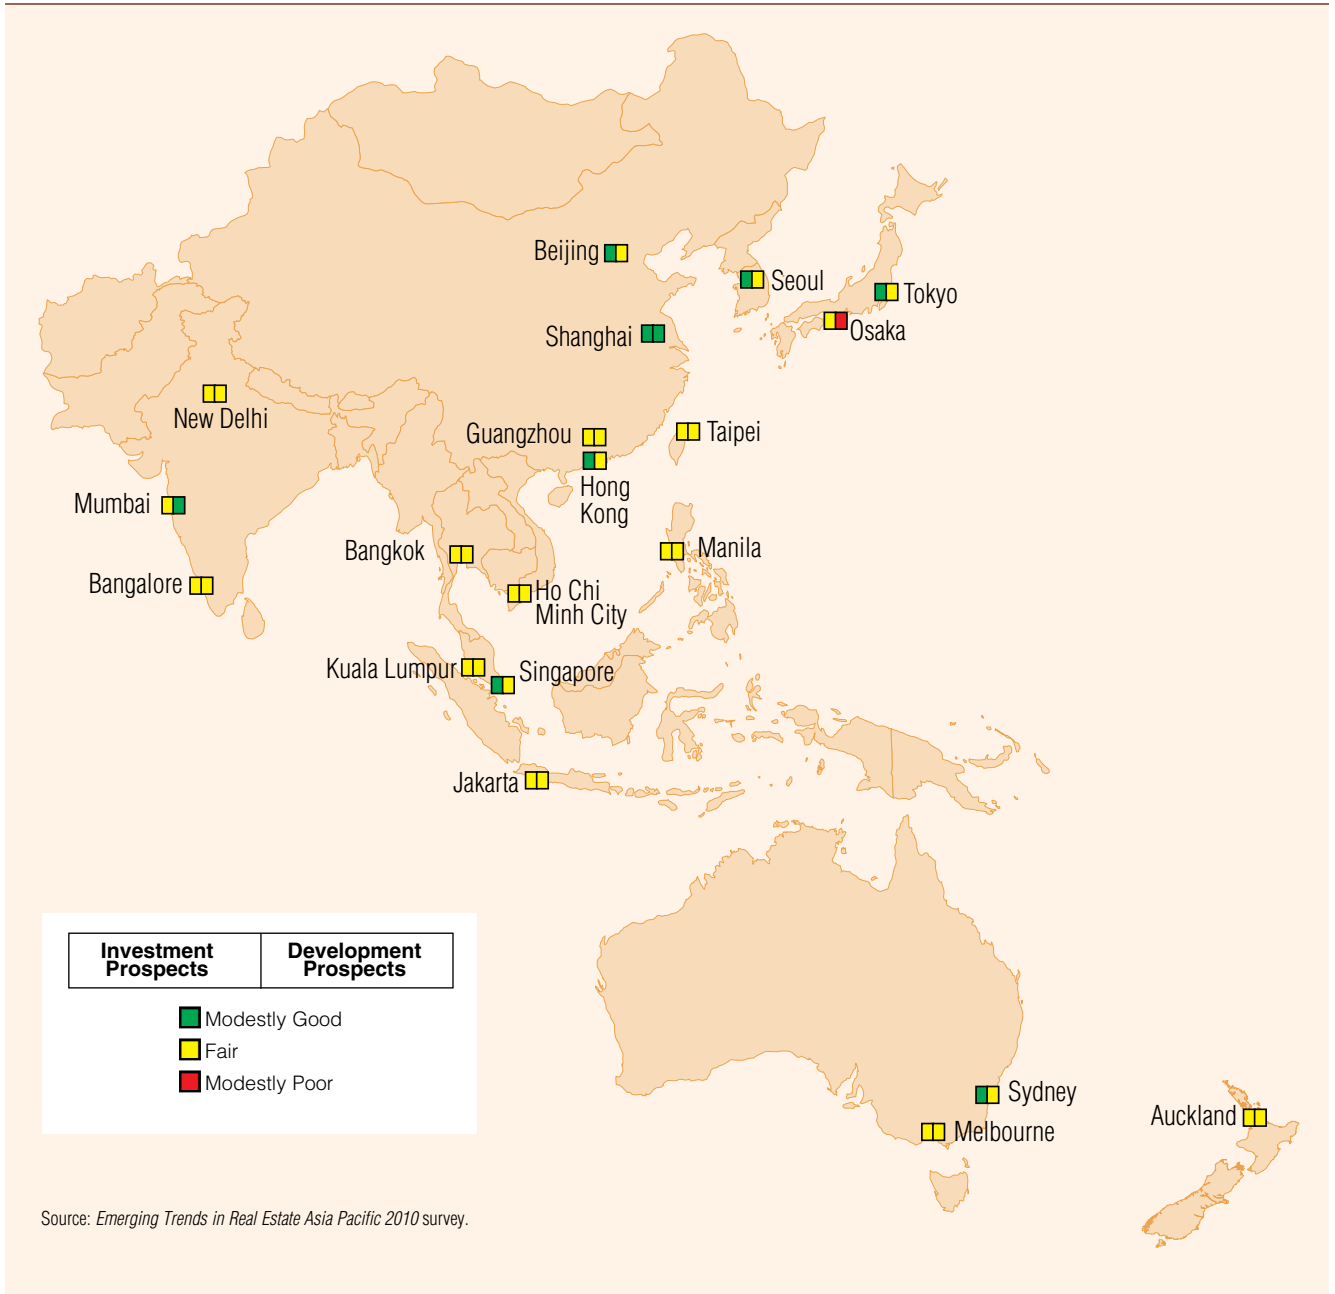 Beijing
Seoul
Tokyo
Osaka
Shanghai
New Delhi
Guangzhou
Taipei
Hong
Kong
Mumbai
Bangkok
Manila
Bangalore
Ho Chi
Minh City
Kuala Lumpur
Singapore
Jakarta
Investment
Prospects
Development
Prospects
Modestly Good
Fair
Modestly Poor
Sydney
Melbourne
Auckland
Source: Emerging Trends in Real Estate Asia Pacific 2010 survey.